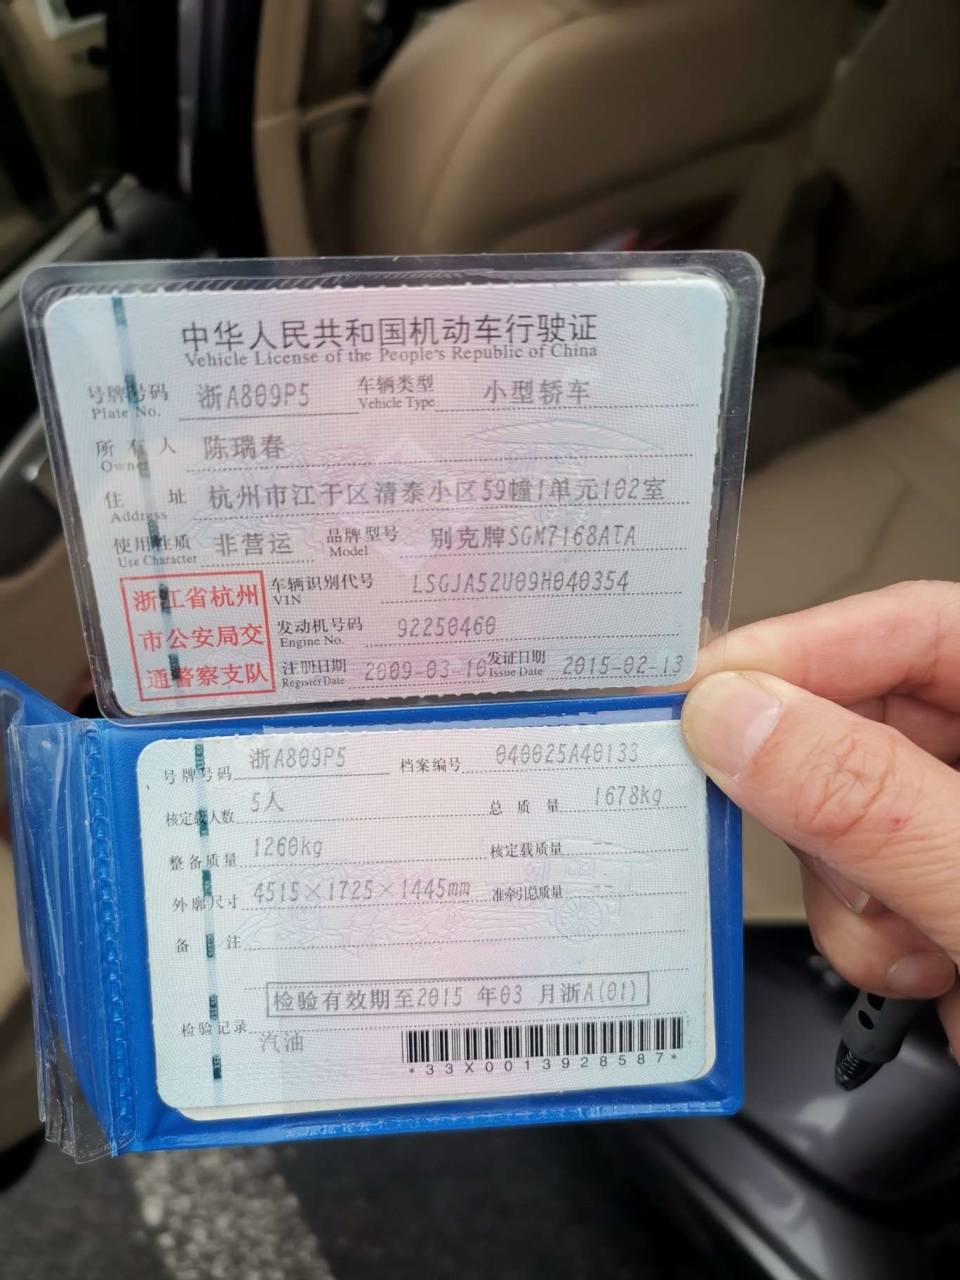 中华人民共和国机动车行驶证
Vehicle License of the People's Republic of China
号牌号码 浙A809P5 车辆类型 小型轿车
Plate No. Vehicle Type
所有人 陈瑞春
Owner
住址 杭州市江干区清泰小区59幢1单元102室
Address
使用性质 非营运 品牌型号 别克牌SGM7168ATA
Use Character Model
浙江省杭州
市公安局交
通警察支队
车辆识别代号 LSGJA52U09H040354
VIN
发动机号码 92250460
Engine No.
注册日期 2009-03-10 发证日期 2015-02-13
Register Date Issue Date
号牌号码 浙A809P5 档案编号 040025A40133
核定载人数 5人 总质量 1678kg
整备质量 1260kg 核定载质量
外廓尺寸 4515×1725×1445mm 准牵引总质量
备注
检验有效期至2015年03月浙A(01)
检验记录
汽油
*33X0013928587*